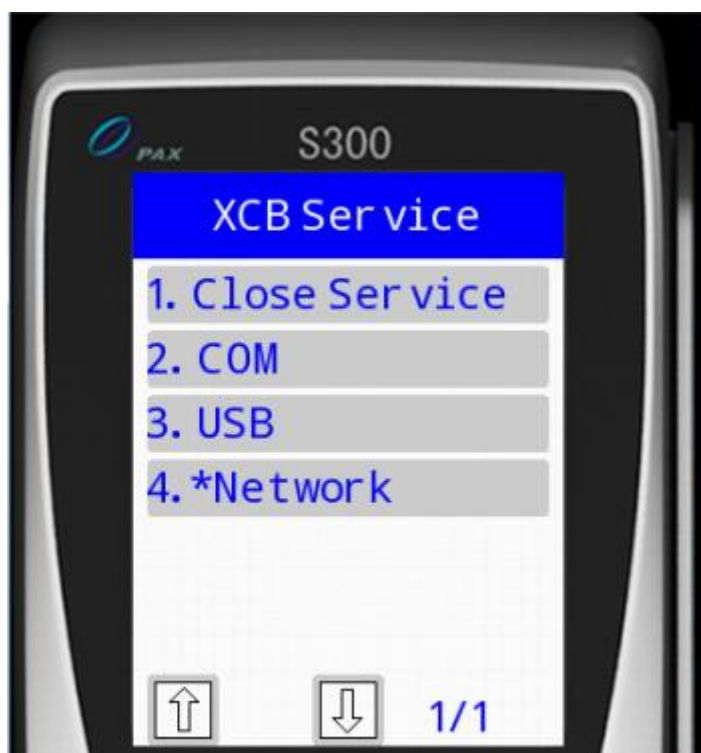 PAX S300
XCB Service
1. Close Service
2. COM
3. USB
4.*Network
1/1